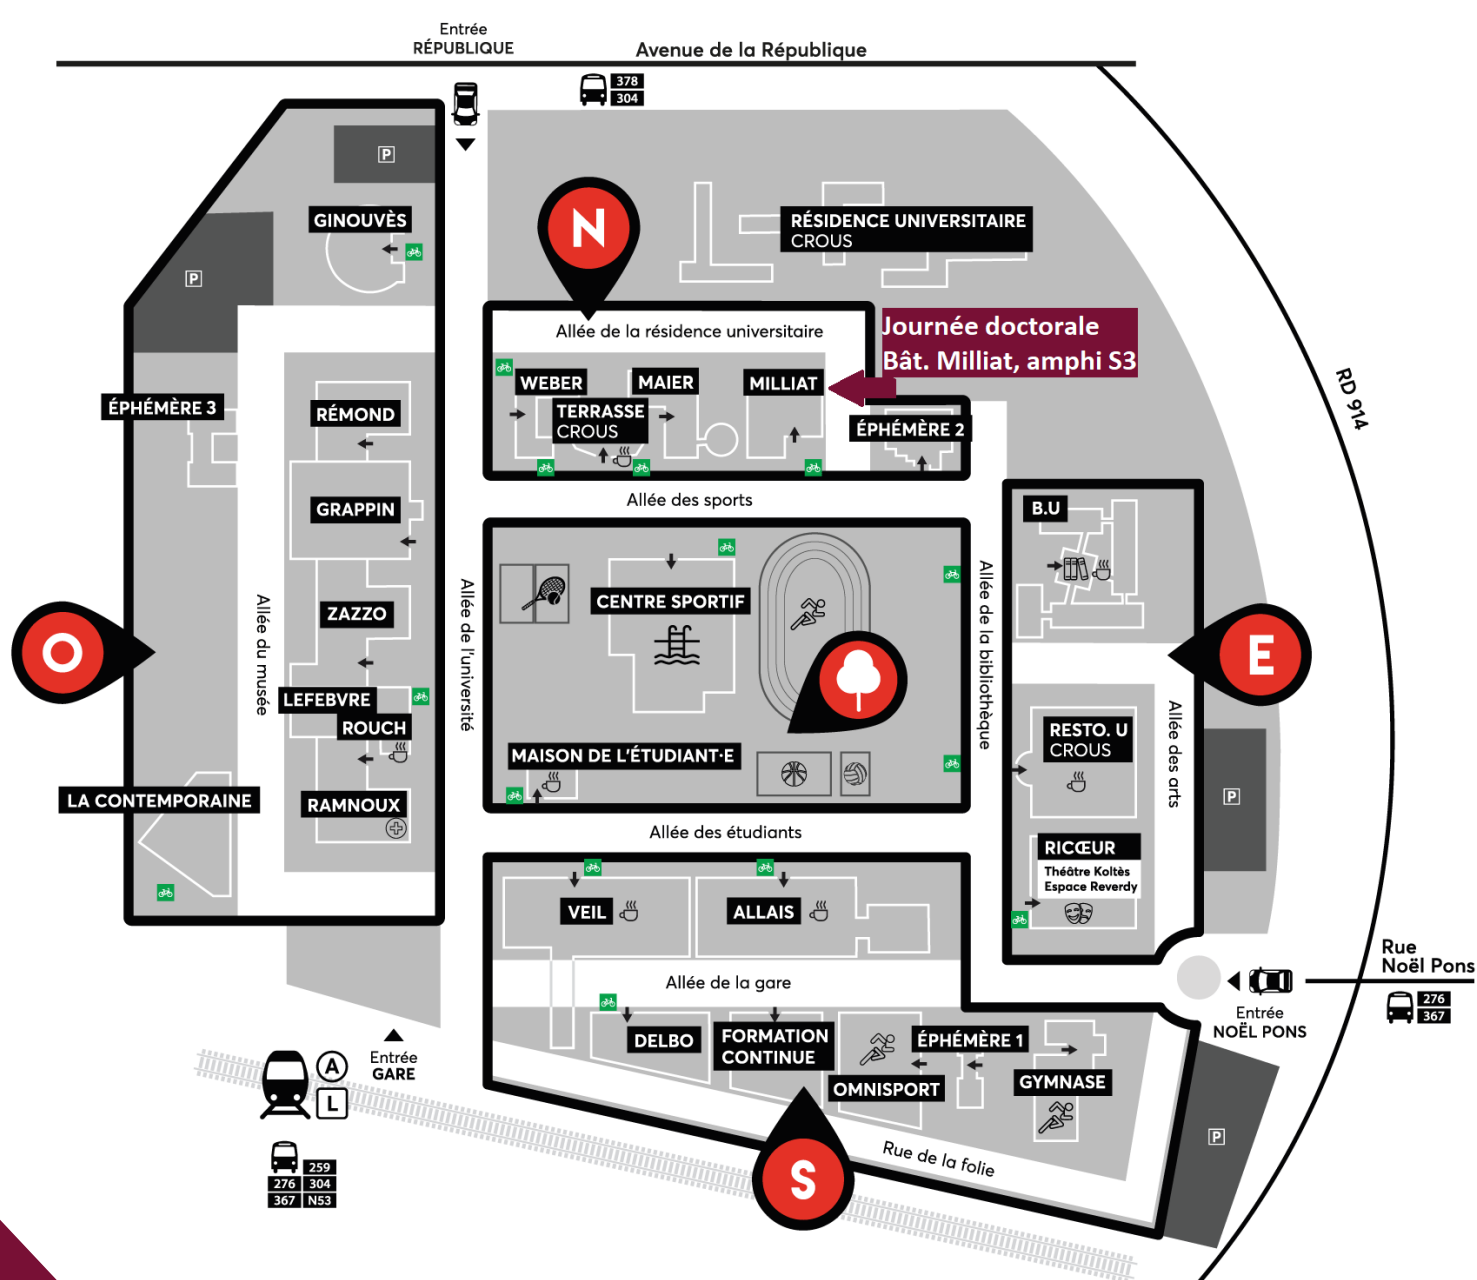 Entrée
RÉPUBLIQUE
Avenue de la République
378
304
P
GINOUVÈS
P
N
RÉSIDENCE UNIVERSITAIRE
CROUS
Allée de la résidence universitaire
Journée doctorale
Bât. Milliat, amphi S3
WEBER
MAIER
MILLIAT
TERRASSE
CROUS
ÉPHÉMÈRE 2
RD 914
ÉPHÉMÈRE 3
RÉMOND
GRAPPIN
Allée des sports
B.U
ZAZZO
CENTRE SPORTIF
Allée du musée
Allée de l'université
Allée de la bibliothèque
O
E
LEFEBVRE
ROUCH
RESTO. U
CROUS
Allée des arts
MAISON DE L'ÉTUDIANT·E
LA CONTEMPORAINE
RAMNOUX
P
Allée des étudiants
RICŒUR
Théâtre Koltès
Espace Reverdy
VEIL
ALLAIS
Allée de la gare
Rue
Noël Pons
276
367
Entrée
NOËL PONS
DELBO
FORMATION
CONTINUE
ÉPHÉMÈRE 1
OMNISPORT
GYMNASE
Entrée
GARE
A
L
259
276 304
367 N53
S
Rue de la folie
P